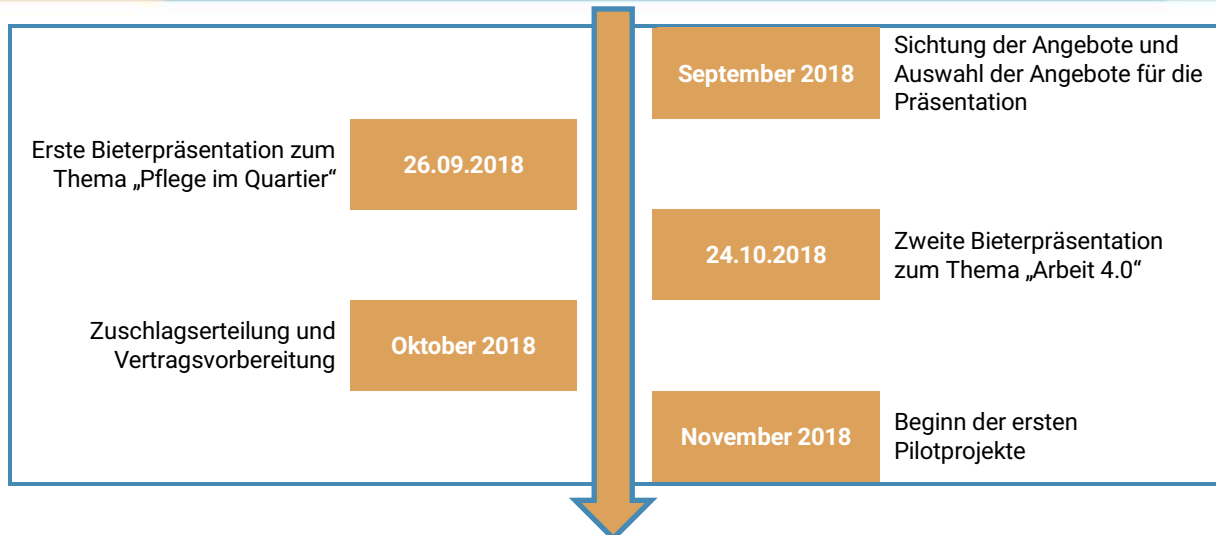 September 2018
Sichtung der Angebote und
Auswahl der Angebote für die
Präsentation
Erste Bieterpräsentation zum
Thema „Pflege im Quartier“
26.09.2018
24.10.2018
Zweite Bieterpräsentation
zum Thema „Arbeit 4.0“
Zuschlagserteilung und
Vertragsvorbereitung
Oktober 2018
November 2018
Beginn der ersten
Pilotprojekte